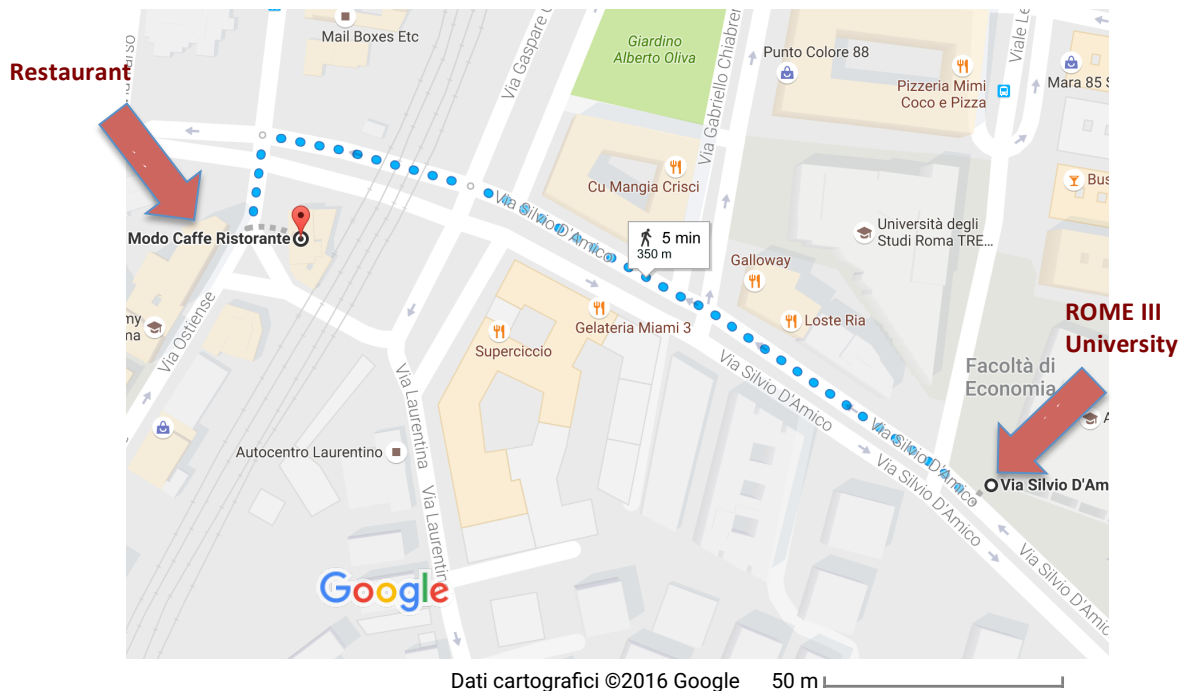 Mail Boxes Etc
Via Gaspare G
Giardino
Alberto Oliva
Via Gabriello Chiabrer
Punto Colore 88
Viale Le
Mara 85 S
Pizzeria Mimi
Coco e Pizza
Restaurant
Cu Mangia Crisci
Bus
Via Silvio D'Amico
Università degli
Studi Roma TRE...
Modo Caffe Ristorante
5 min
350 m
Galloway
ROME III
University
Gelateria Miami 3
Loste Ria
Superciccio
Via Ostiense
Facoltà di
Economia
Via Silvio D'Amico
Via Laurentina
Via Silvio D'Amico
Autocentro Laurentino
Via Silvio D'Amico
Via Silvio D'Am
Via Laurentina
Via Silvio D'Amico
Google
Dati cartografici ©2016 Google
50 m